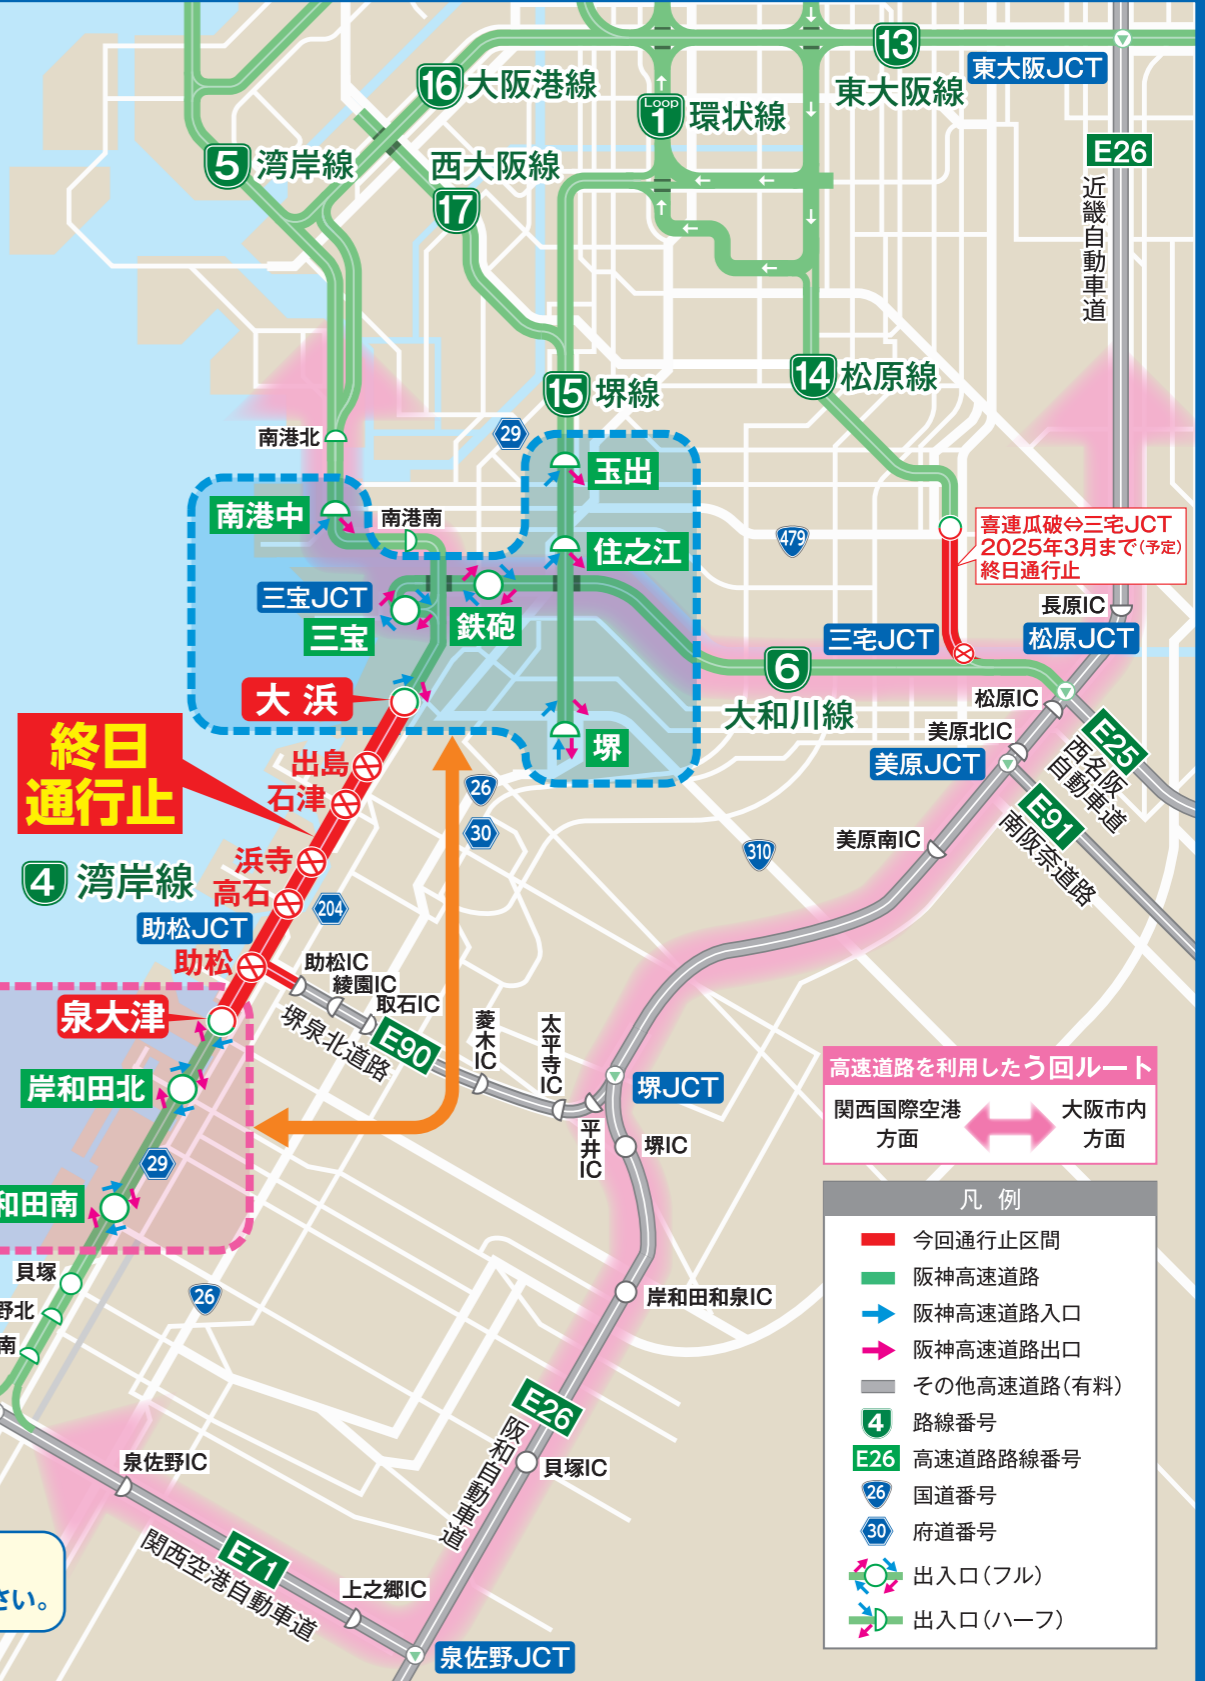 13
東大阪線
東大阪JCT
16
大阪港線
Loop
1
環状線
E26
近畿自動車道
5
湾岸線
西大阪線
17
15
堺線
14
松原線
南港北
29
玉出
南港中
南港南
住之江
479
喜連瓜破⇔三宅JCT
2025年3月まで(予定)
終日通行止
三宝JCT
三宝
鉄砲
長原IC
三宅JCT
松原JCT
6
大和川線
大浜
松原IC
美原北IC
美原JCT
E25
西名阪
自動車道
終日
通行止
出島
石津
堺
26
30
E91
南阪奈道路
美原南IC
310
4
湾岸線
浜寺
高石
204
助松JCT
助松
助松IC
綾園IC
取石IC
泉大津
堺泉北道路
E90
菱木IC
太平寺IC
平井IC
堺JCT
堺IC
岸和田北
29
和田南
貝塚
野北
南
26
岸和田和泉IC
E26
阪和自動車道
貝塚IC
泉佐野IC
E71
関西空港自動車道
上之郷IC
泉佐野JCT
さい。
高速道路を利用したう回ルート
関西国際空港
方面
大阪市内
方面
凡 例
今回通行止区間
阪神高速道路
阪神高速道路入口
阪神高速道路出口
その他高速道路(有料)
4
路線番号
E26
高速道路路線番号
26
国道番号
30
府道番号
出入口(フル)
出入口(ハーフ)